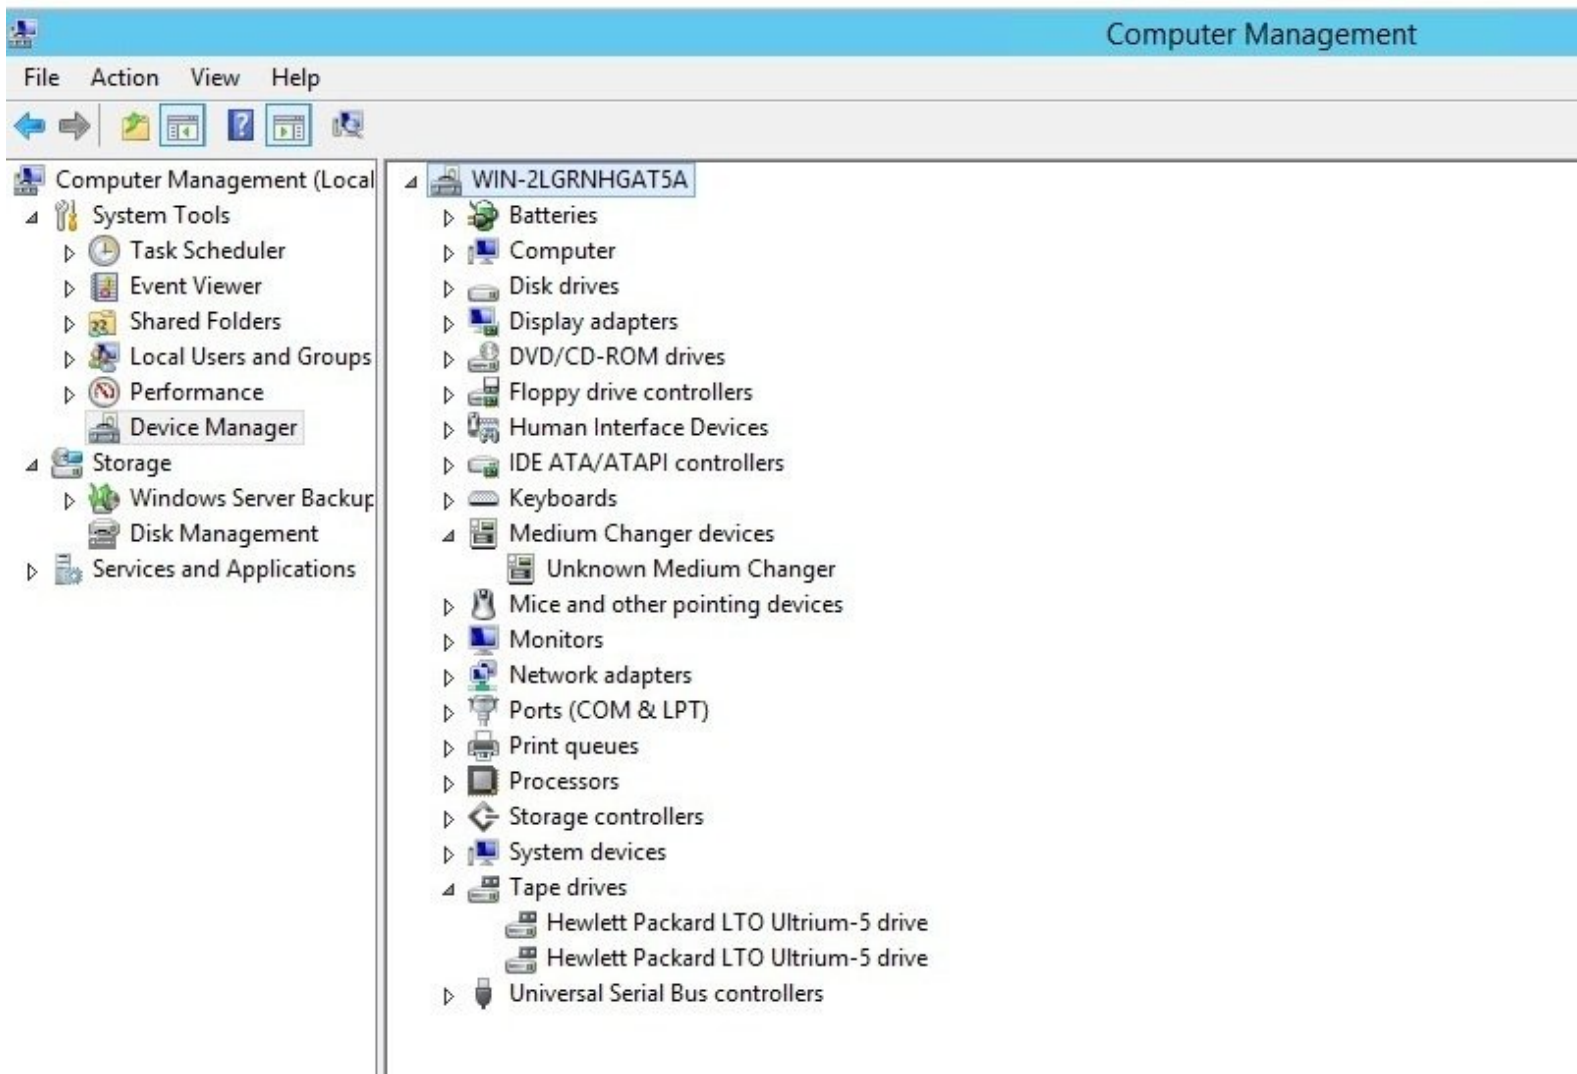 Computer Management
File Action View Help
Computer Management (Local
System Tools
Task Scheduler
Event Viewer
Shared Folders
Local Users and Groups
Performance
Device Manager
Storage
Windows Server Backup
Disk Management
Services and Applications
WIN-2LGRNHGAT5A
Batteries
Computer
Disk drives
Display adapters
DVD/CD-ROM drives
Floppy drive controllers
Human Interface Devices
IDE ATA/ATAPI controllers
Keyboards
Medium Changer devices
Unknown Medium Changer
Mice and other pointing devices
Monitors
Network adapters
Ports (COM & LPT)
Print queues
Processors
Storage controllers
System devices
Tape drives
Hewlett Packard LTO Ultrium-5 drive
Hewlett Packard LTO Ultrium-5 drive
Universal Serial Bus controllers